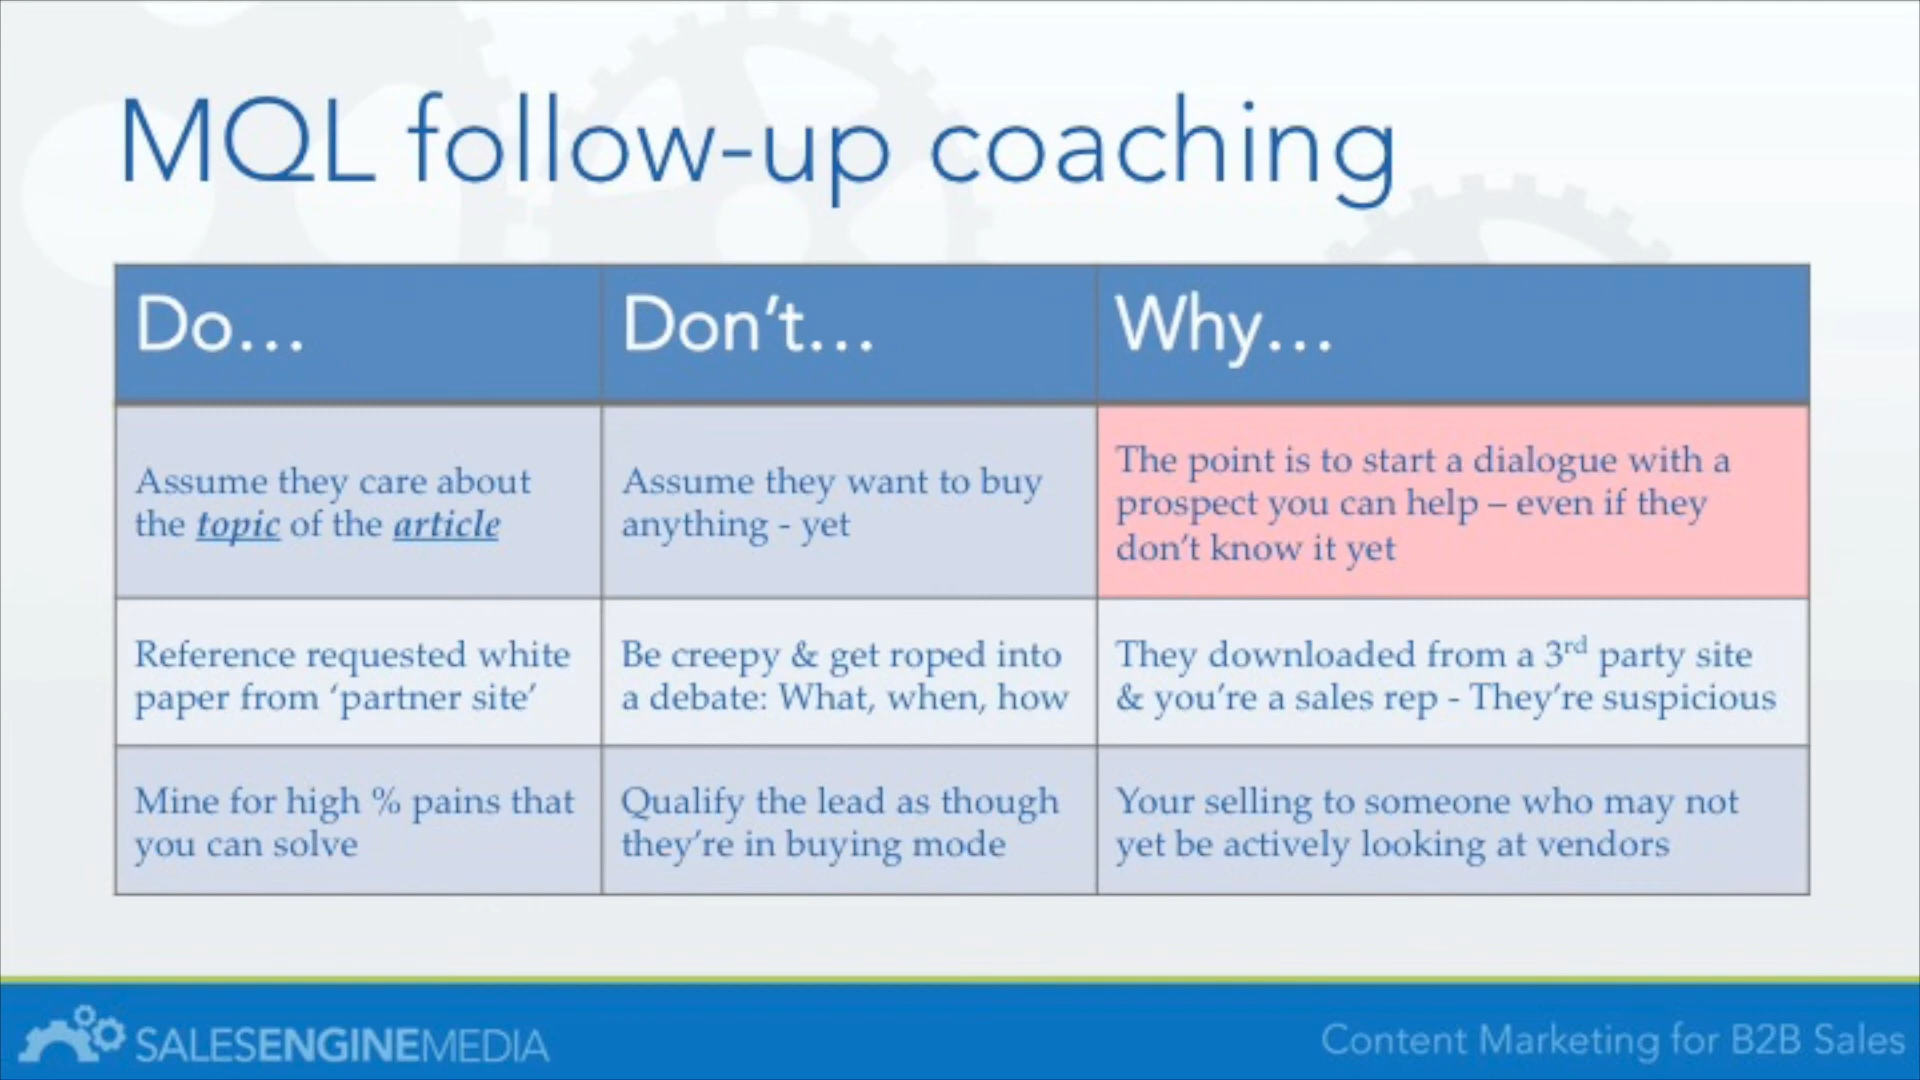 MQL follow-up coaching
Do...
Don't...
Why...
Assume they care about
the topic of the article
Assume they want to buy
anything - yet
The point is to start a dialogue with a
prospect you can help – even if they
don't know it yet
Reference requested white
paper from 'partner site'
Be creepy & get roped into
a debate: What, when, how
They downloaded from a 3rd party site
& you're a sales rep - They're suspicious
Mine for high % pains that
you can solve
Qualify the lead as though
they're in buying mode
Your selling to someone who may not
yet be actively looking at vendors
SALESENGINEMEDIA
Content Marketing for B2B Sales